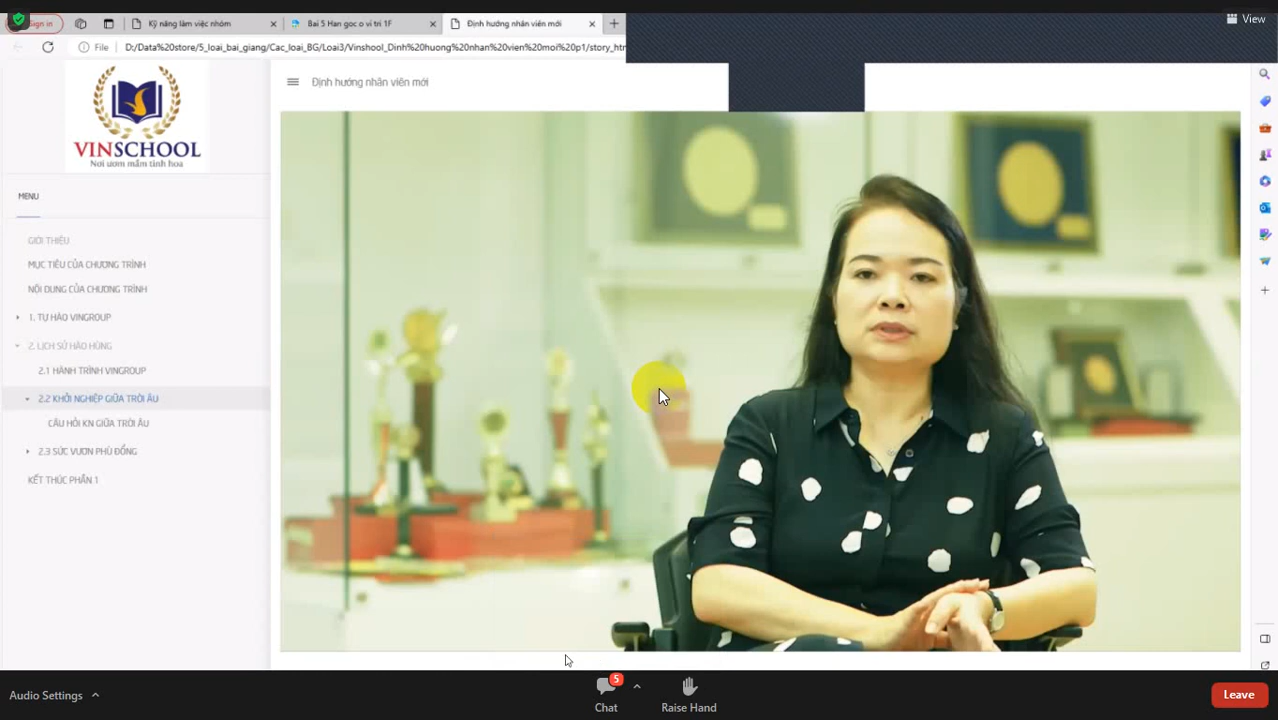 Sign in
Kỹ năng làm việc nhóm
Bai 5 Han gọc o ví trí 1F
Định hướng nhân viên mới
View
File
D:/Data%20store/5_loai_bai_giang/Cac_loai_BG/Loai3/Vinshool_Dinh%20huong%20nhan%20vien%20moi%20p1/story_htm
VINSCHOOL
Nơi ươm mầm tinh hoa
Định hướng nhân viên mới
MENU
GIỚI THIỆU
MỤC TIÊU CỦA CHƯƠNG TRÌNH
NỘI DUNG CỦA CHƯƠNG TRÌNH
1. TỰ HÀO VINGROUP
2. LỊCH SỬ HÀO HÙNG
2.1 HÀNH TRÌNH VINGROUP
2.2 KHỞI NGHIỆP GIỮA TRỜI ÂU
CÂU HỎI KN GIỮA TRỜI ÂU
2.3 SỨC VƯƠN PHÙ ĐỔNG
KẾT THÚC PHẦN 1
Audio Settings
5
Chat
Raise Hand
Leave